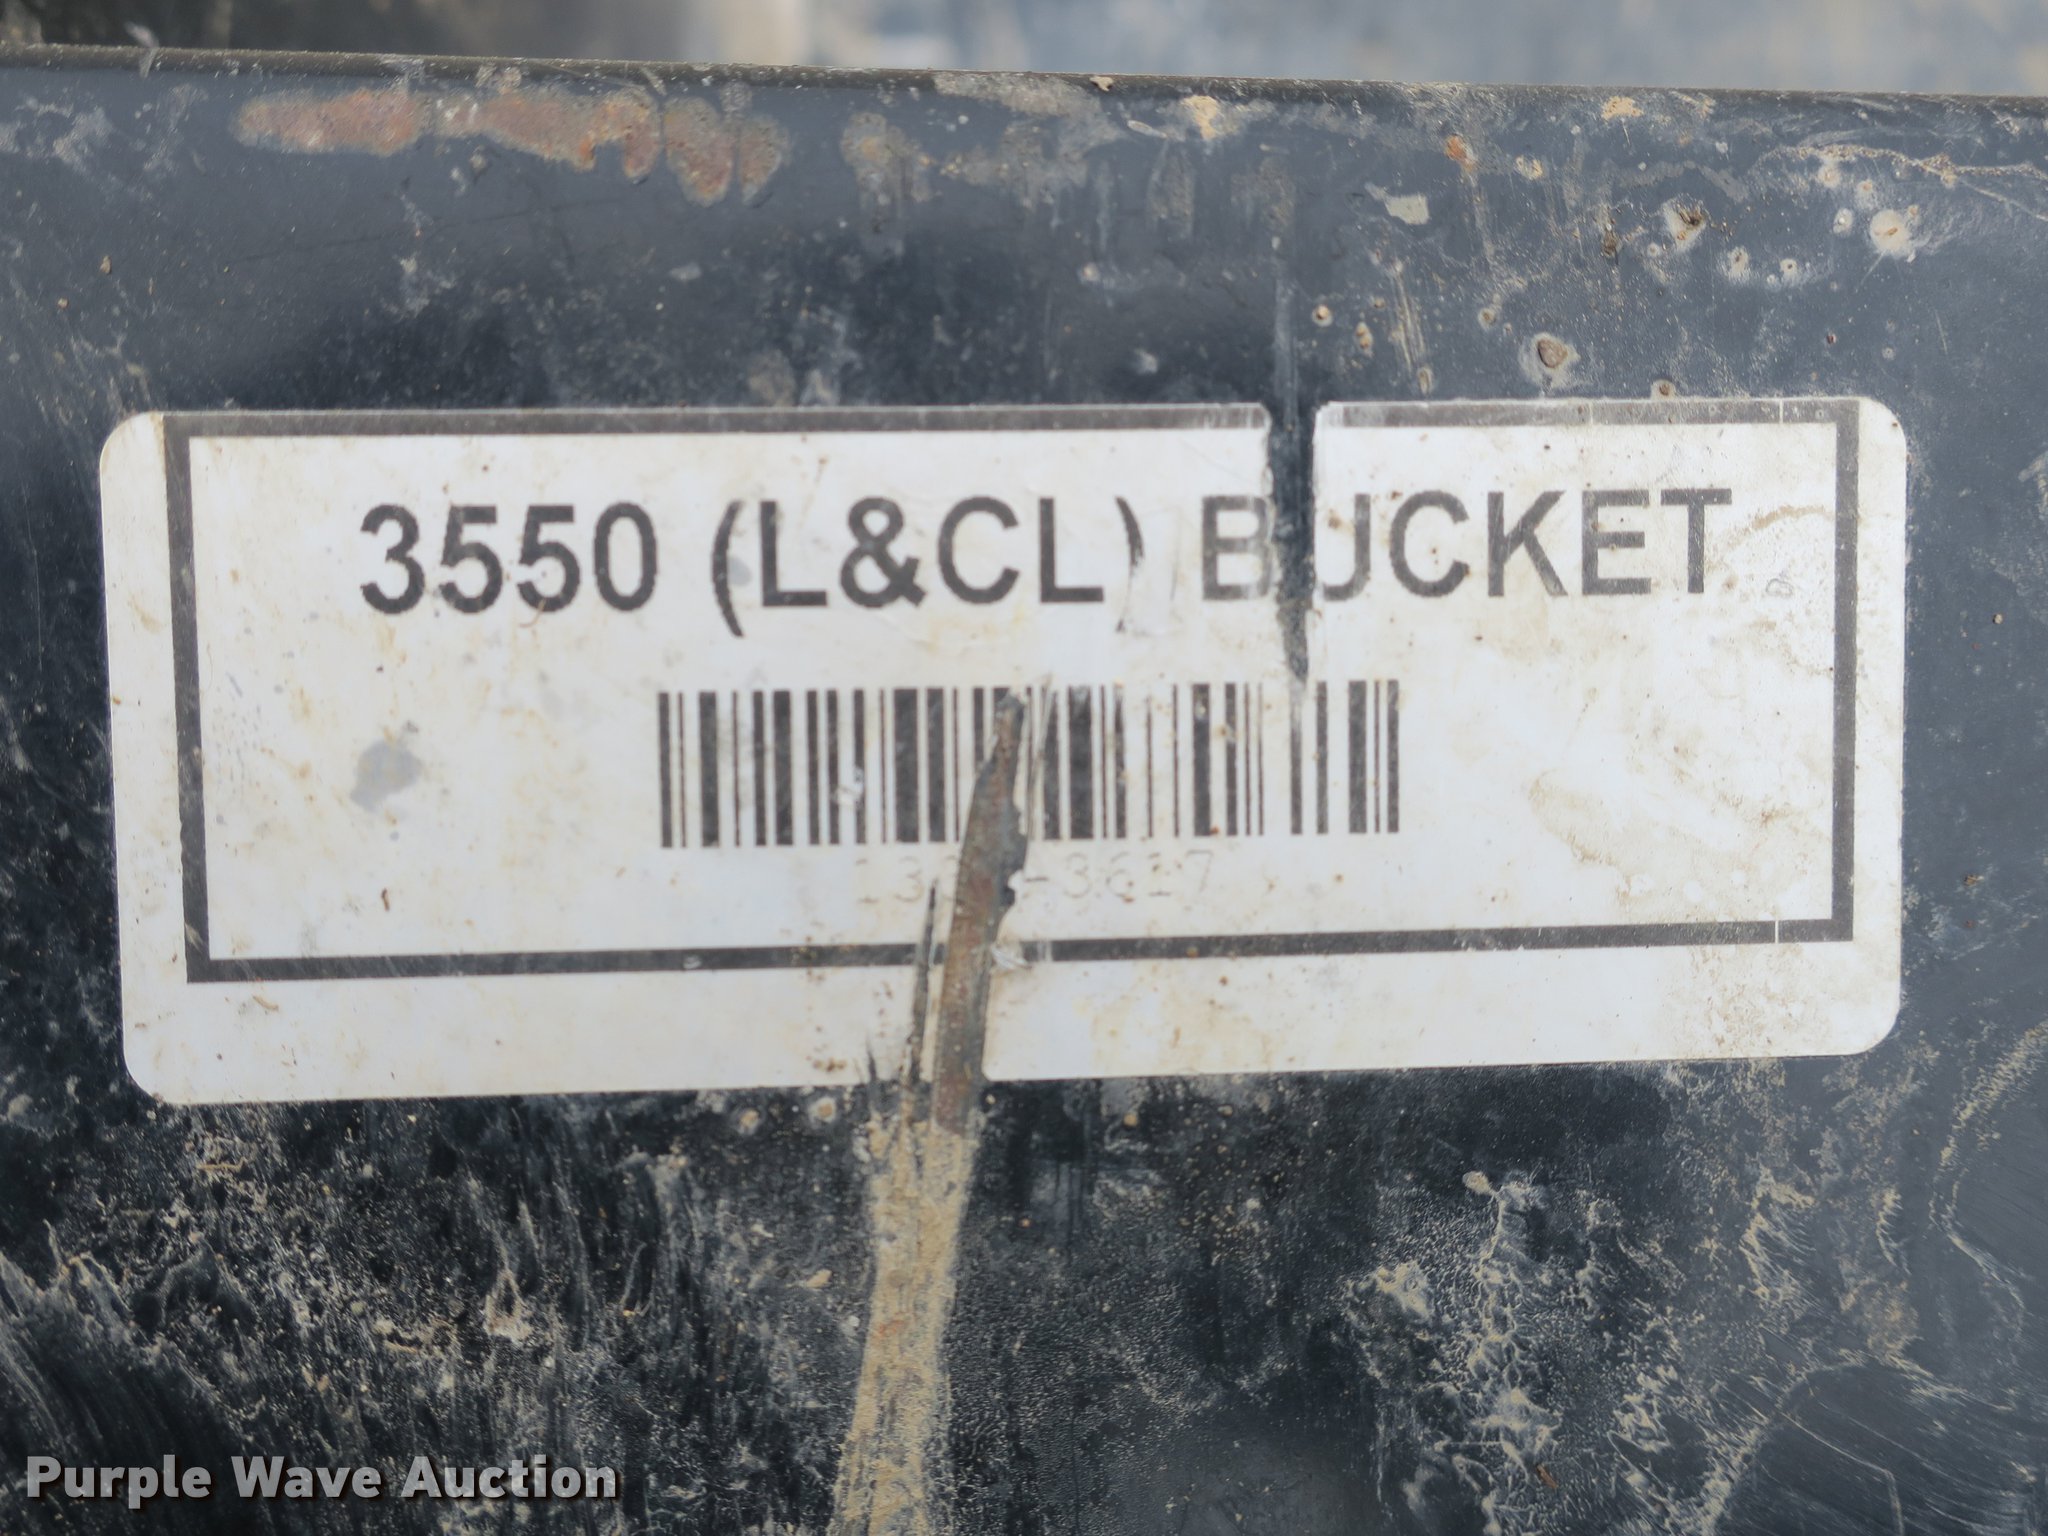 3550 (L&CL) BUCKET
Purple Wave Auction